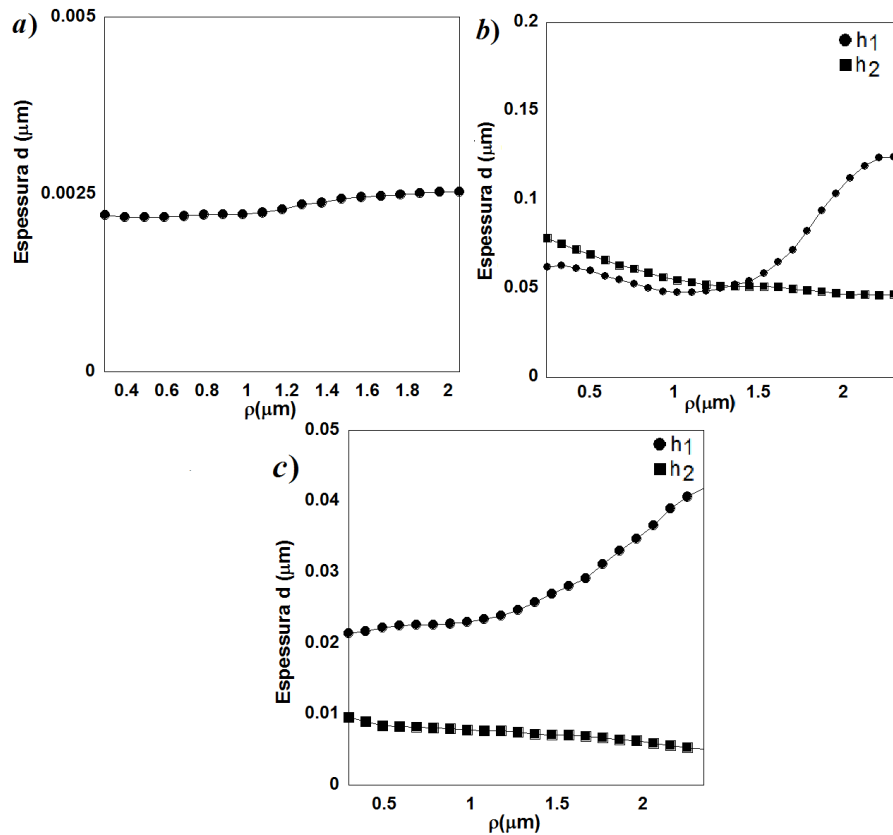 a)
0.005
0.0025
0
Espessura d (μm)
0.4 0.6 0.8 1 1.2 1.4 1.6 1.8 2
ρ(μm)
b)
0.2
0.15
0.1
0.05
0
Espessura d (μm)
h1
h2
0.5 1 1.5 2
ρ(μm)
c)
0.05
0.04
0.03
0.02
0.01
0
Espessura d (μm)
h1
h2
0.5 1 1.5 2
ρ(μm)